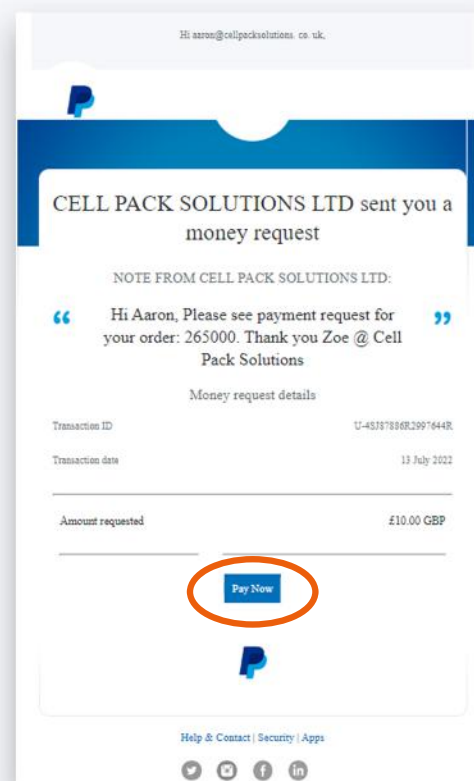 Hi aaron@cellpacksolutions. co. uk,
CELL PACK SOLUTIONS LTD sent you a
money request
NOTE FROM CELL PACK SOLUTIONS LTD:
“ Hi Aaron, Please see payment request for ”
your order: 265000. Thank you Zoe @ Cell
Pack Solutions
Money request details
Transaction ID U-4SJ87886R2997644R
Transaction date 13 July 2022
Amount requested £10.00 GBP
Pay Now
Help & Contact | Security | Apps